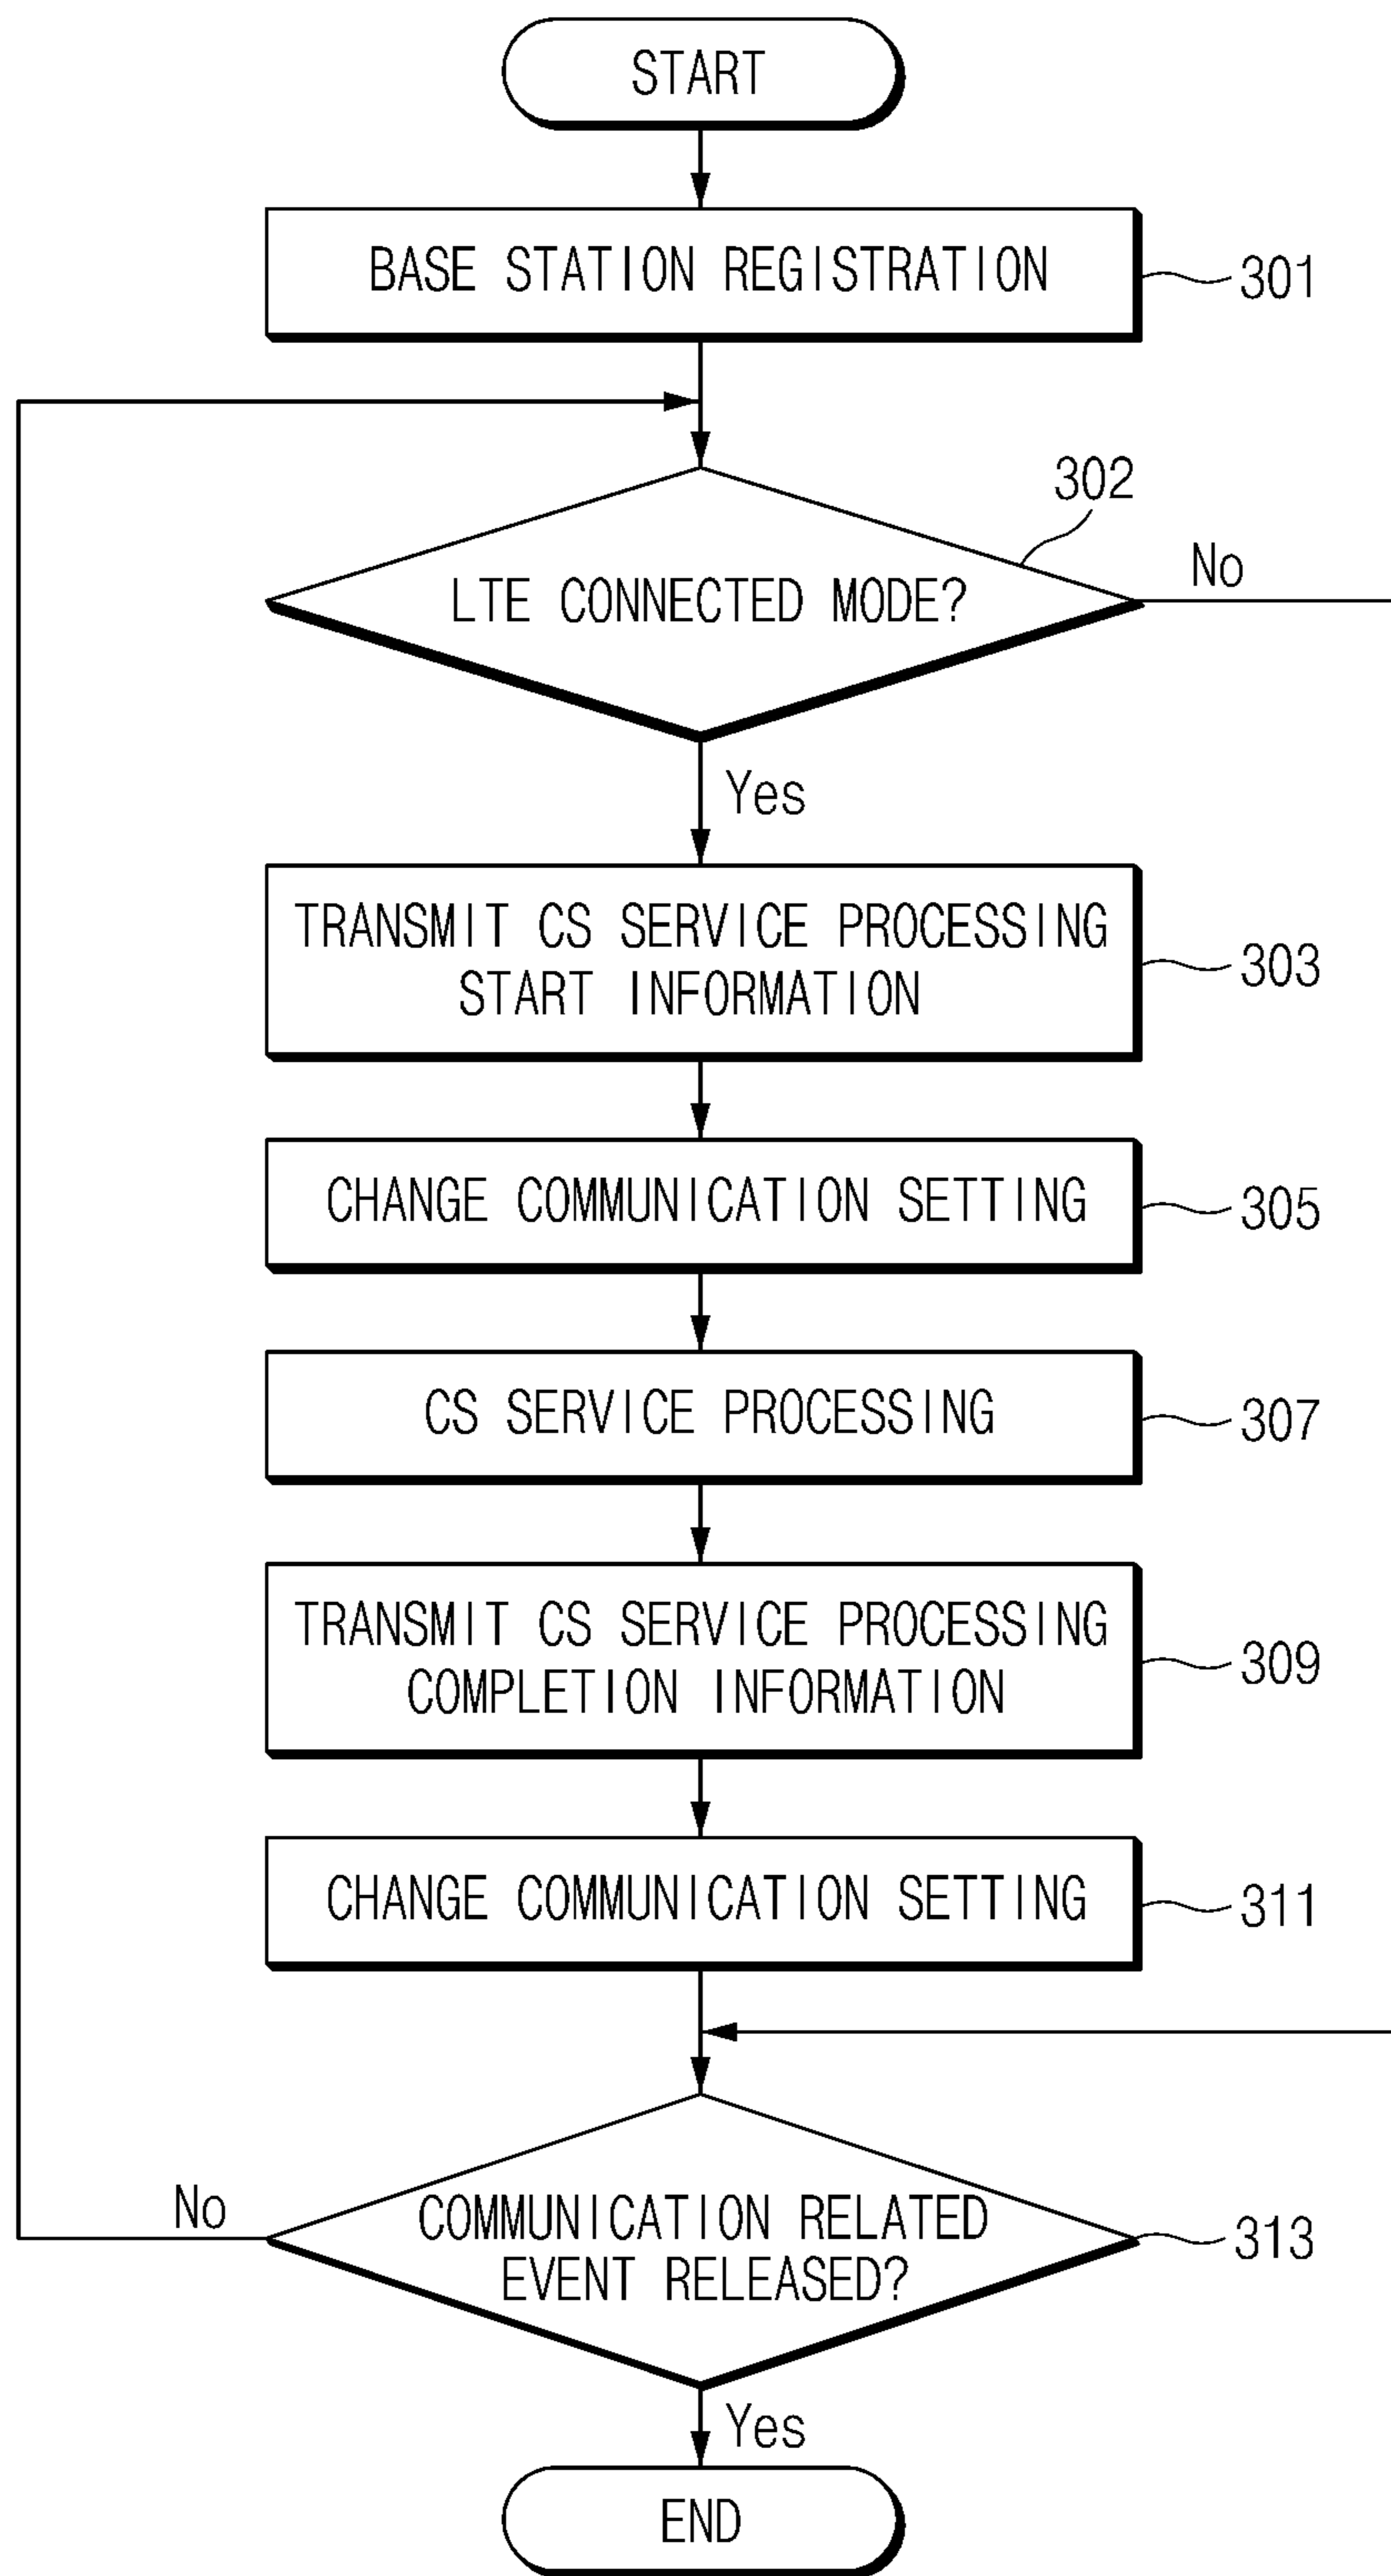 START
BASE STATION REGISTRATION
301
302
LTE CONNECTED MODE?
No
Yes
TRANSMIT CS SERVICE PROCESSING
START INFORMATION
303
CHANGE COMMUNICATION SETTING
305
CS SERVICE PROCESSING
307
TRANSMIT CS SERVICE PROCESSING
COMPLETION INFORMATION
309
CHANGE COMMUNICATION SETTING
311
No
COMMUNICATION RELATED
EVENT RELEASED?
313
Yes
END